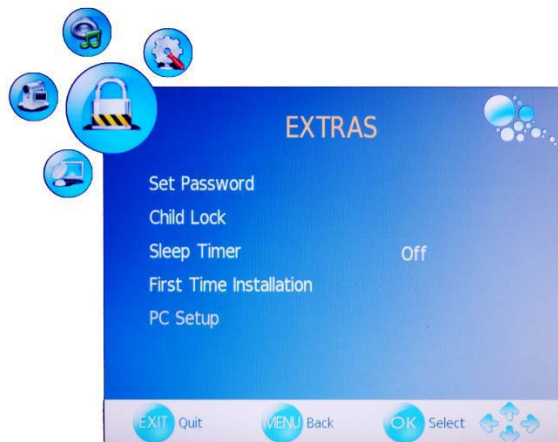 EXTRAS
Set Password
Child Lock
Sleep Timer Off
First Time Installation
PC Setup
EXIT Quit MENU Back OK Select